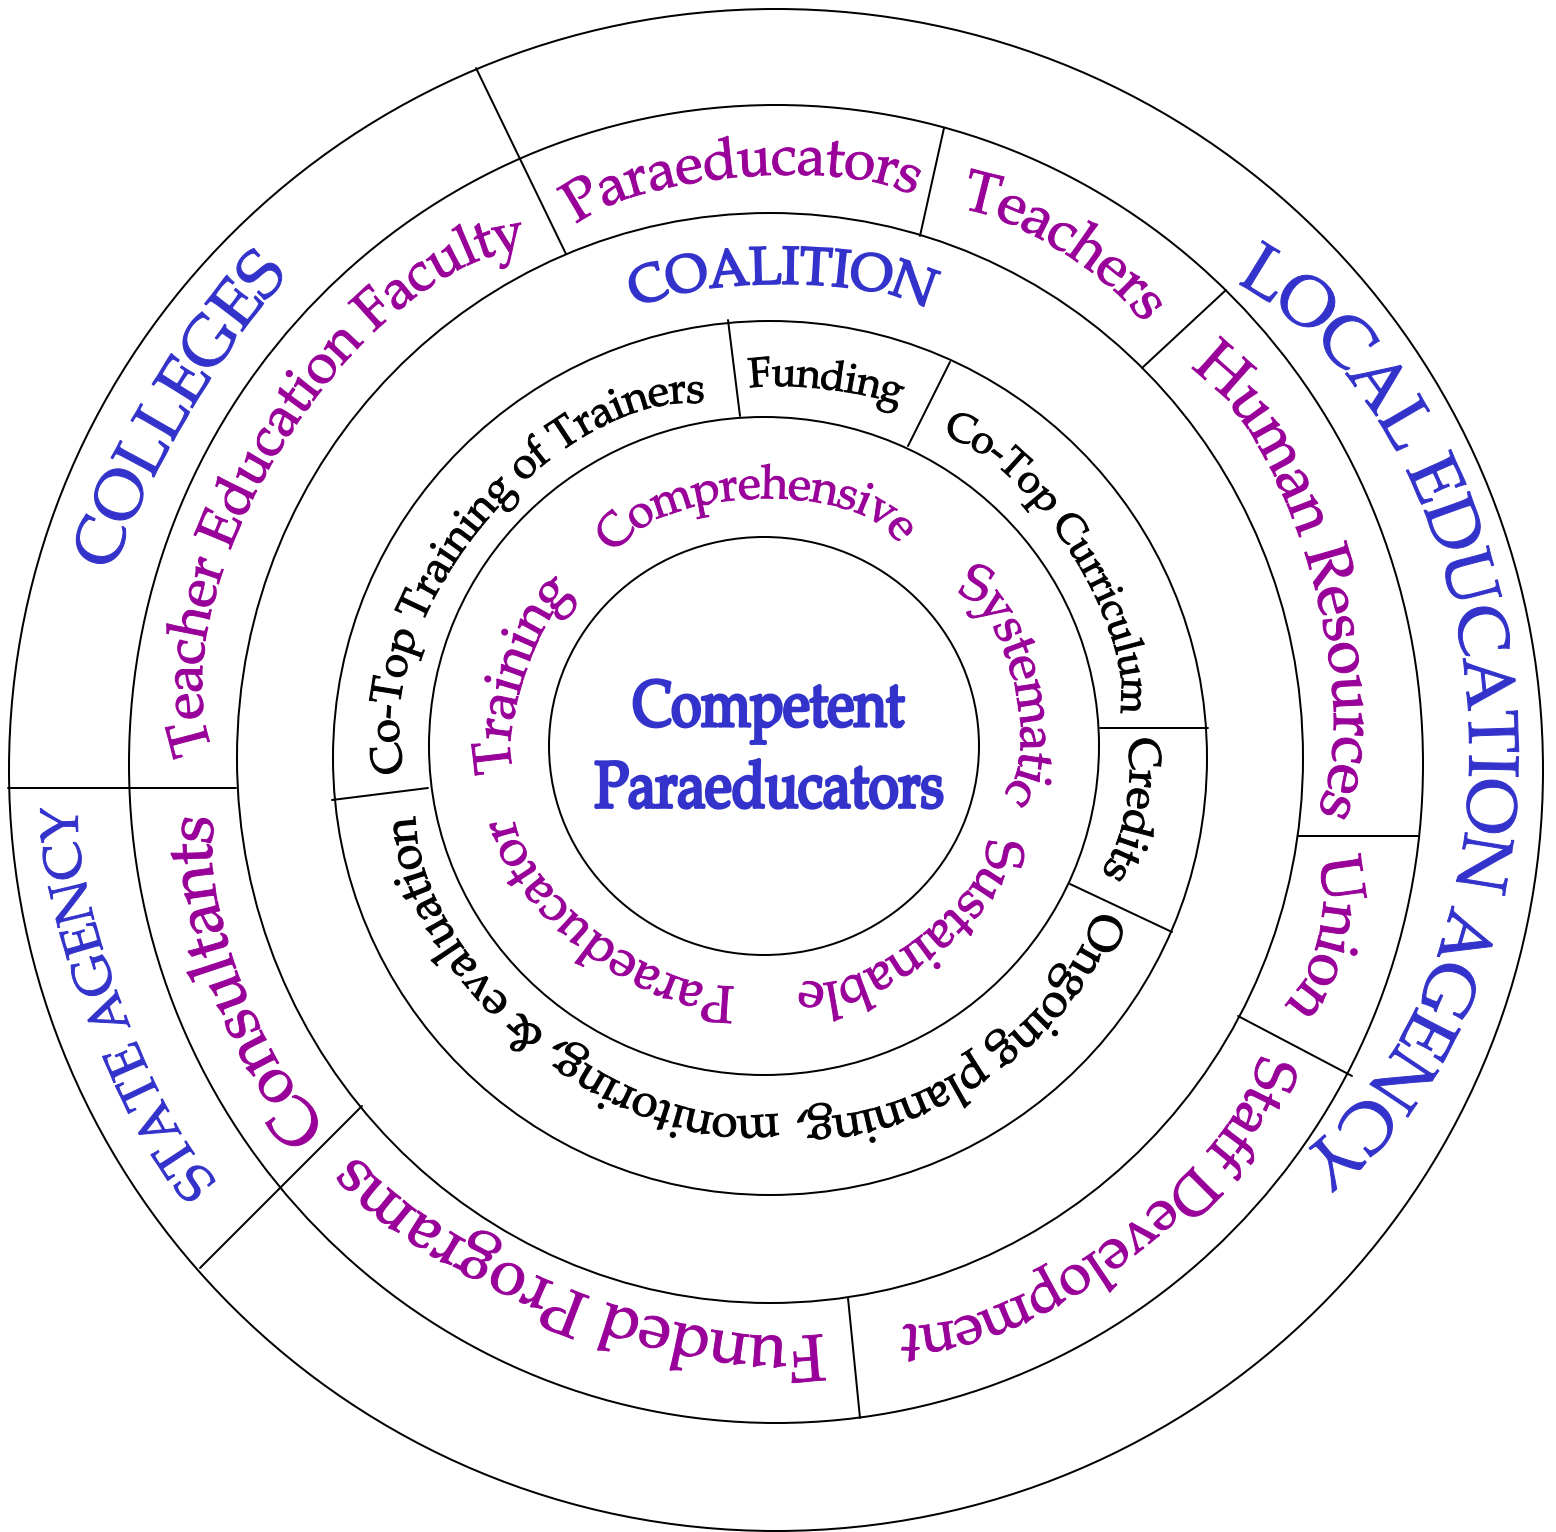 COLLEGES
LOCAL EDUCATION AGENCY
STATE AGENCY
Teacher Education Faculty
Paraeducators
Teachers
Human Resources
Union
Staff Development
Funded Programs
Consultants
COALITION
Co-Top Training of Trainers
Funding
Co-Top Curriculum
Credits
Ongoing planning, monitoring, & evaluation
Comprehensive
Systematic
Sustainable
Paraeducator
Training
Competent
Paraeducators